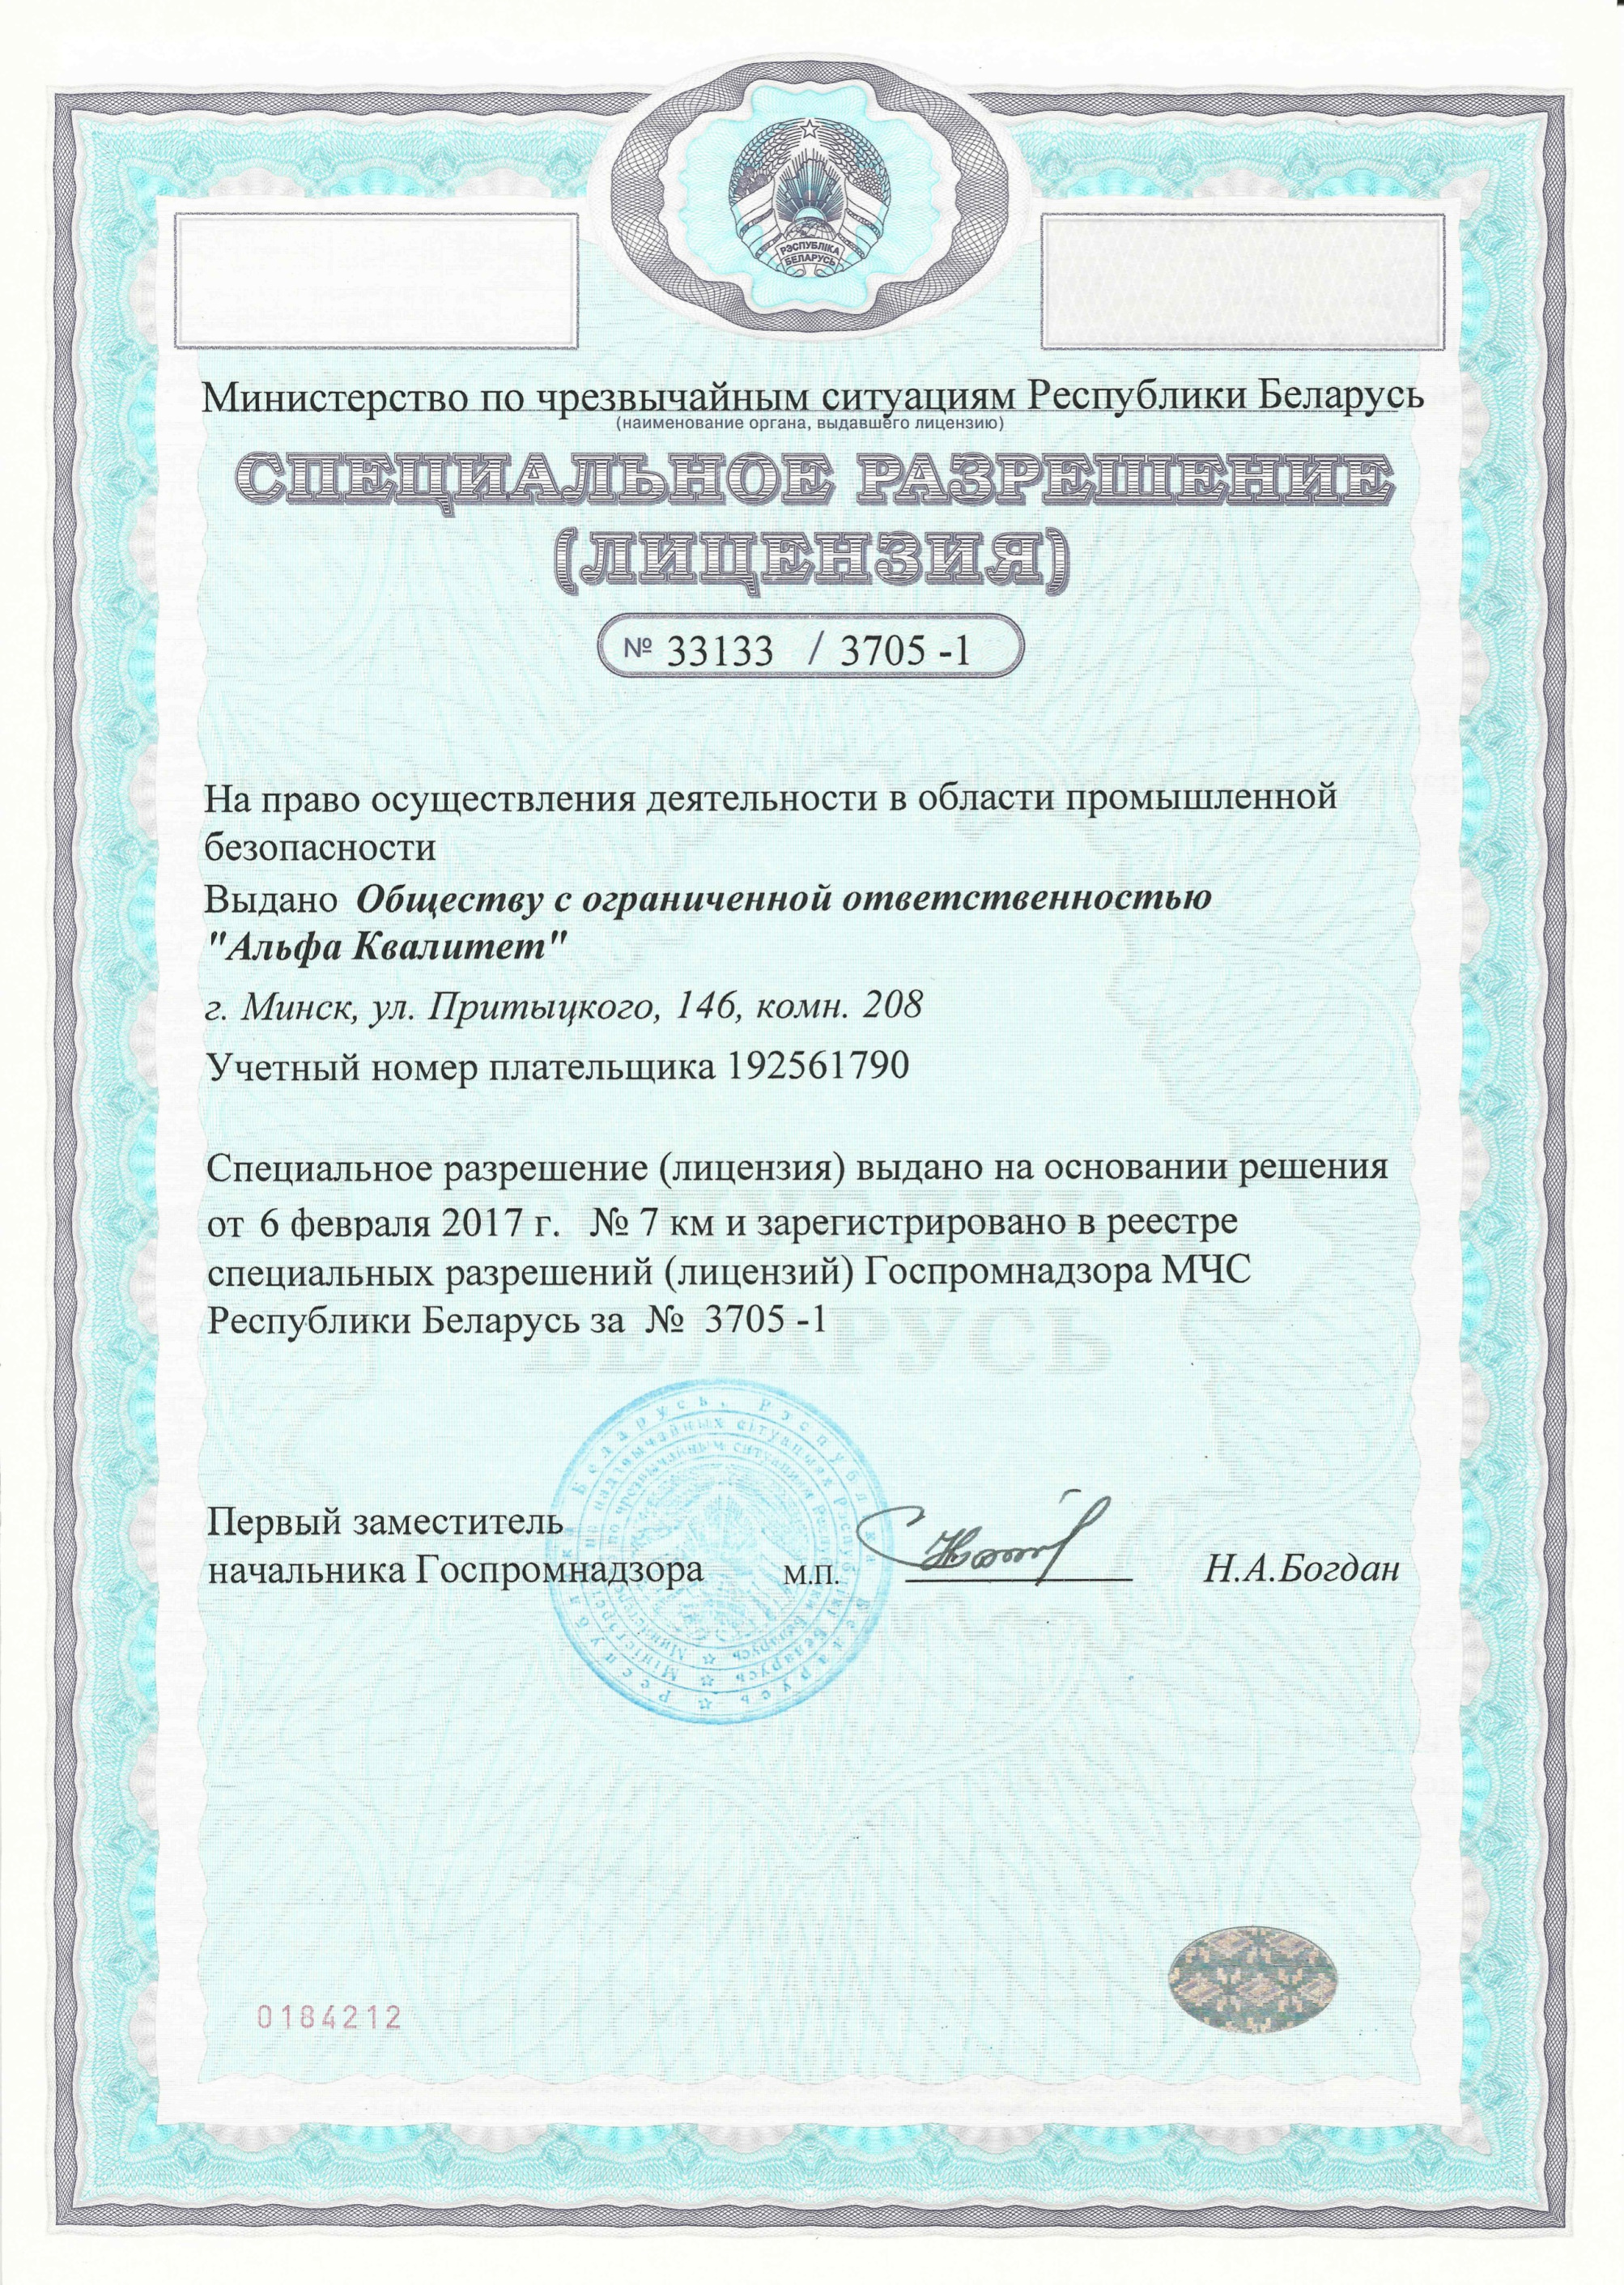 РЭСПУБЛІКА
БЕЛАРУСЬ
Министерство по чрезвычайным ситуациям Республики Беларусь
(наименование органа, выдавшего лицензию)
СПЕЦИАЛЬНОЕ РАЗРЕШЕНИЕ
(ЛИЦЕНЗИЯ)
№ 33133 / 3705 -1
На право осуществления деятельности в области промышленной
безопасности
Выдано Обществу с ограниченной ответственностью
"Альфа Квалитет"
г. Минск, ул. Притыцкого, 146, комн. 208
Учетный номер плательщика 192561790
Специальное разрешение (лицензия) выдано на основании решения
от 6 февраля 2017 г. № 7 км и зарегистрировано в реестре
специальных разрешений (лицензий) Госпромнадзора МЧС
Республики Беларусь за № 3705 -1
БЕЛАРУСЬ
Первый заместитель
начальника Госпромнадзора м.п. Н.А.Богдан
0184212